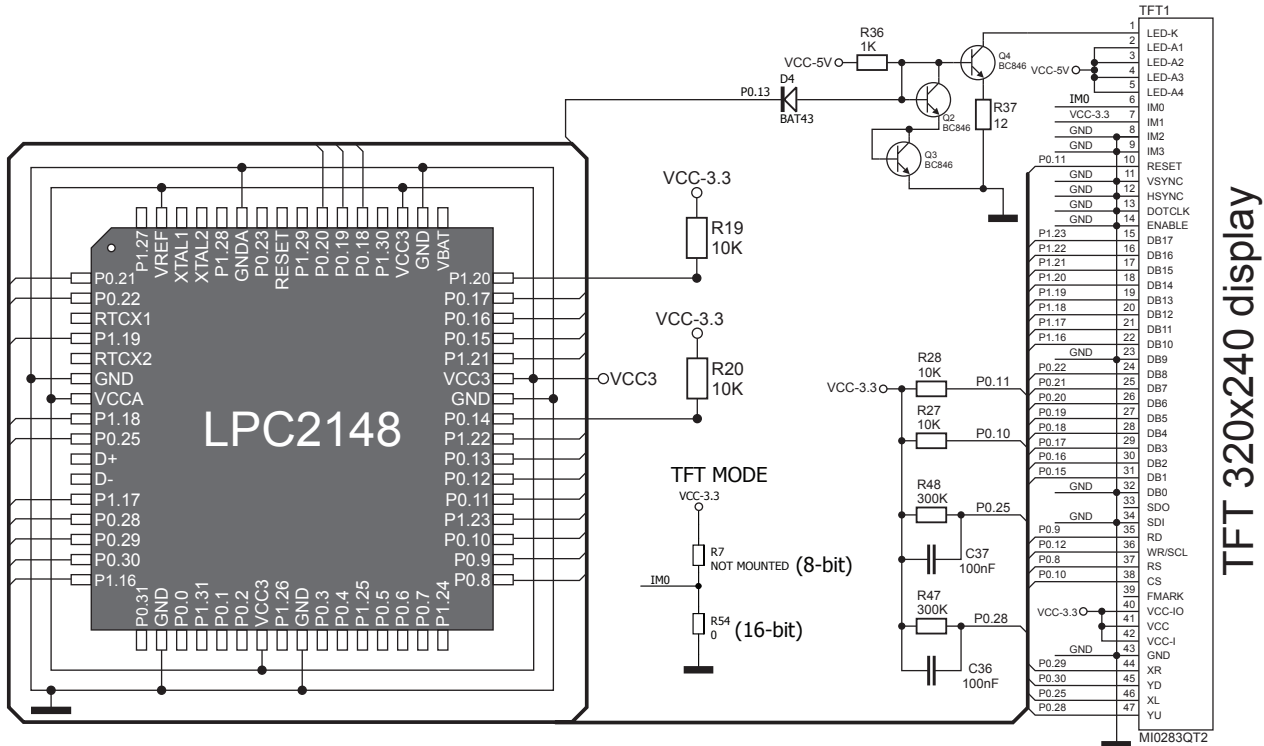 TFT1
R36
1K
VCC-5V
Q4
BC846
D4
P0.13
BAT43
Q2
BC846
Q3
BC846
R37
12
VCC-5V
1 LED-K
2 LED-A1
3 LED-A2
4 LED-A3
5 LED-A4
IM0 6 IM0
VCC-3.3 7 IM1
GND 8 IM2
GND 9 IM3
P0.11 10 RESET
GND 11 VSYNC
GND 12 HSYNC
GND 13 DOTCLK
GND 14 ENABLE
P1.23 15 DB17
P1.22 16 DB16
P1.21 17 DB15
P1.20 18 DB14
P1.19 19 DB13
P1.18 20 DB12
P1.17 21 DB11
P1.16 22 DB10
GND 23 DB9
P0.22 24 DB8
P0.21 25 DB7
P0.20 26 DB6
P0.19 27 DB5
P0.18 28 DB4
P0.17 29 DB3
P0.16 30 DB2
P0.15 31 DB1
GND 32 DB0
33 SDO
GND 34 SDI
P0.9 35 RD
P0.12 36 WR/SCL
P0.8 37 RS
P0.10 38 CS
39 FMARK
VCC-3.3
40 VCC-IO
41 VCC
42 VCC-I
GND 43 GND
P0.29 44 XR
P0.30 45 YD
P0.25 46 XL
P0.28 47 YU
MI0283QT2
TFT 320x240 display
P1.27
VREF
XTAL1
XTAL2
P1.28
GNDA
P0.23
RESET
P1.29
P0.20
P0.19
P0.18
P1.30
VCC3
GND
VBAT
P0.21
P0.22
RTCX1
P1.19
RTCX2
GND
VCCA
P1.18
P0.25
D+
D-
P1.17
P0.28
P0.29
P0.30
P1.16
LPC2148
P1.20
P0.17
P0.16
P0.15
P1.21
VCC3
GND
P0.14
P1.22
P0.13
P0.12
P0.11
P1.23
P0.10
P0.9
P0.8
P0.31
GND
P0.0
P1.31
P0.1
P0.2
VCC3
P1.26
GND
P0.3
P0.4
P1.25
P0.5
P0.6
P0.7
P1.24
VCC-3.3
R19
10K
VCC-3.3
R20
10K
VCC3
TFT MODE
VCC-3.3
R7
NOT MOUNTED (8-bit)
IM0
R54
0 (16-bit)
VCC-3.3
R28
10K
P0.11
R27
10K
P0.10
R48
300K
P0.25
C37
100nF
R47
300K
P0.28
C36
100nF